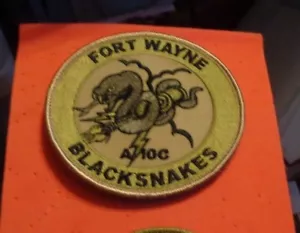 FORT WAYNE
A/10C
BLACKSNAKES